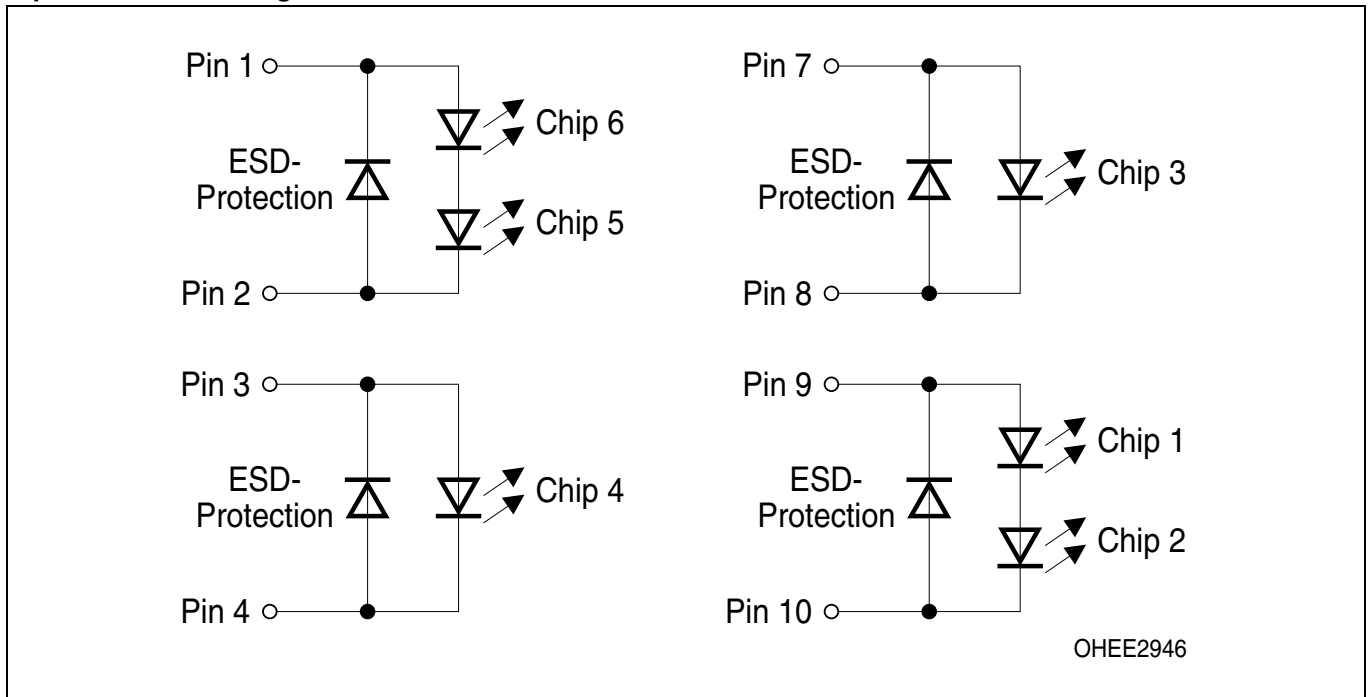 Pin 1
Chip 6
ESD-
Protection
Chip 5
Pin 2
Pin 7
ESD-
Protection
Chip 3
Pin 8
Pin 3
ESD-
Protection
Chip 4
Pin 4
Pin 9
Chip 1
ESD-
Protection
Chip 2
Pin 10
OHEE2946